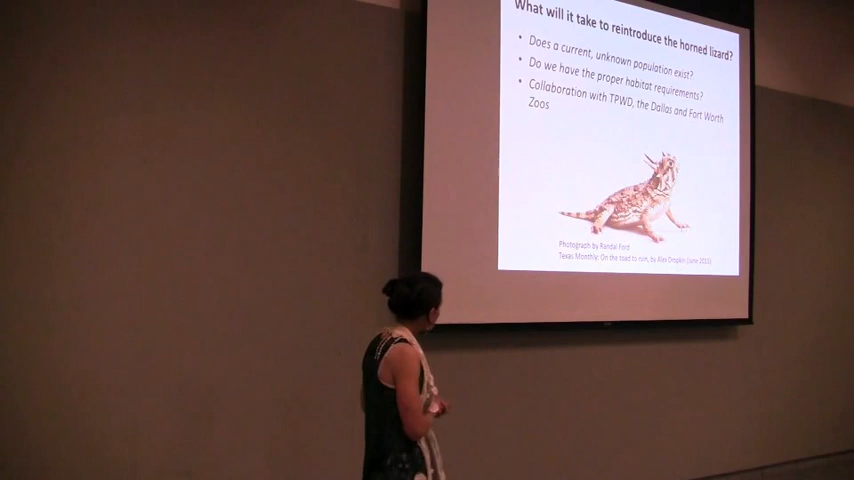 What will it take to reintroduce the horned lizard?
• Does a current, unknown population exist?
• Do we have the proper habitat requirements?
• Collaboration with TPWD, the Dallas and Fort Worth
Zoos
Photograph by Randal Ford
Texas Monthly: On the toad to ruin, by Alex Dropkin (June 2015)